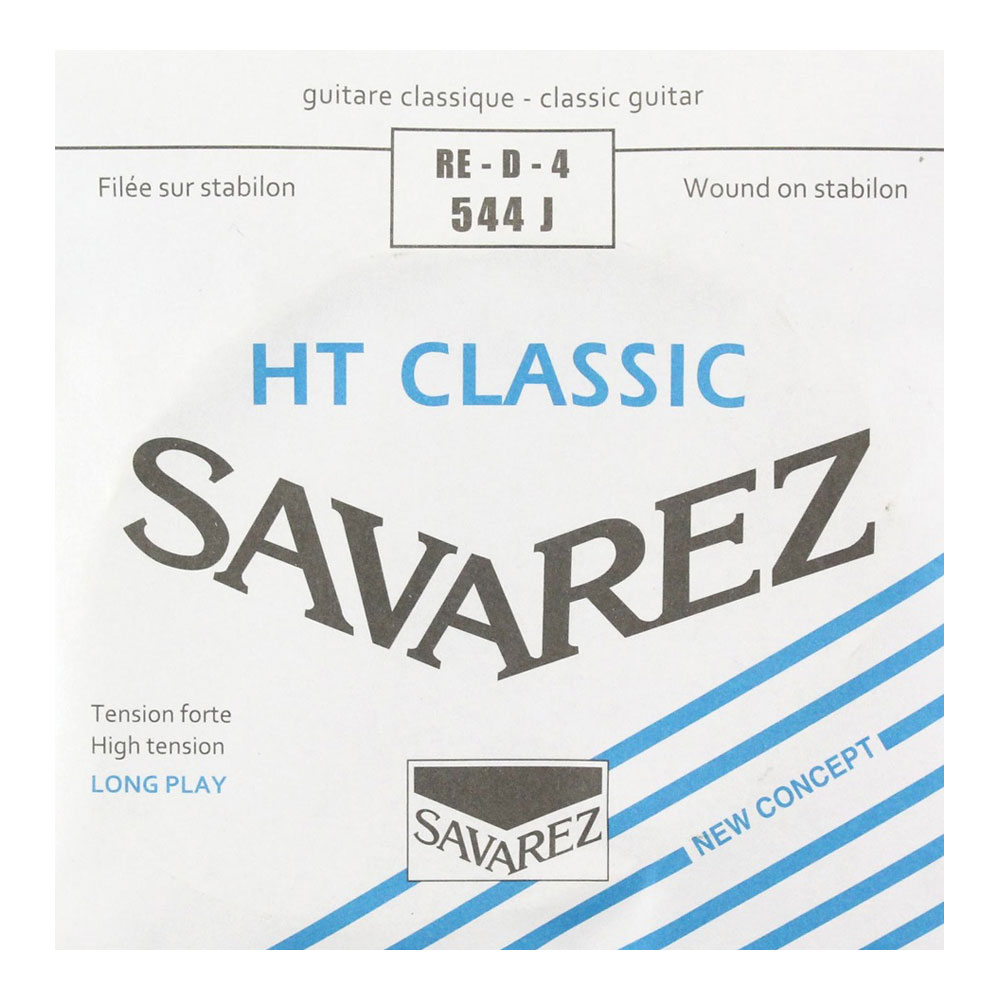 guitare classique - classic guitar
RE - D - 4
544 J
Filée sur stabilon
Wound on stabilon
HT CLASSIC
SAVAREZ
Tension forte
High tension
LONG PLAY
NEW CONCEPT
SAVAREZ